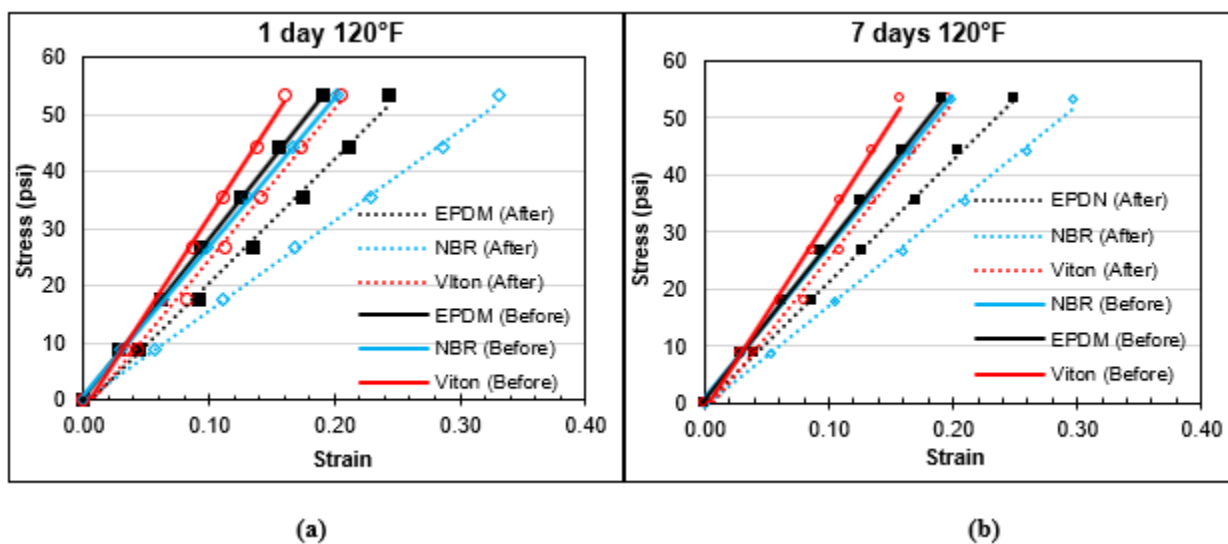 1 day 120°F
60
50
40
30
20
10
0
Stress (psi)
EPDM (After)
NBR (After)
VIton (After)
EPDM (Before)
NBR (Before)
Viton (Before)
0.00 0.10 0.20 0.30 0.40
Strain
(a)
7 days 120°F
60
50
40
30
20
10
0
Stress (psi)
EPDN (After)
NBR (After)
Viton (After)
NBR (Before)
EPDM (Before)
Viton (Before)
0.00 0.10 0.20 0.30 0.40
Strain
(b)